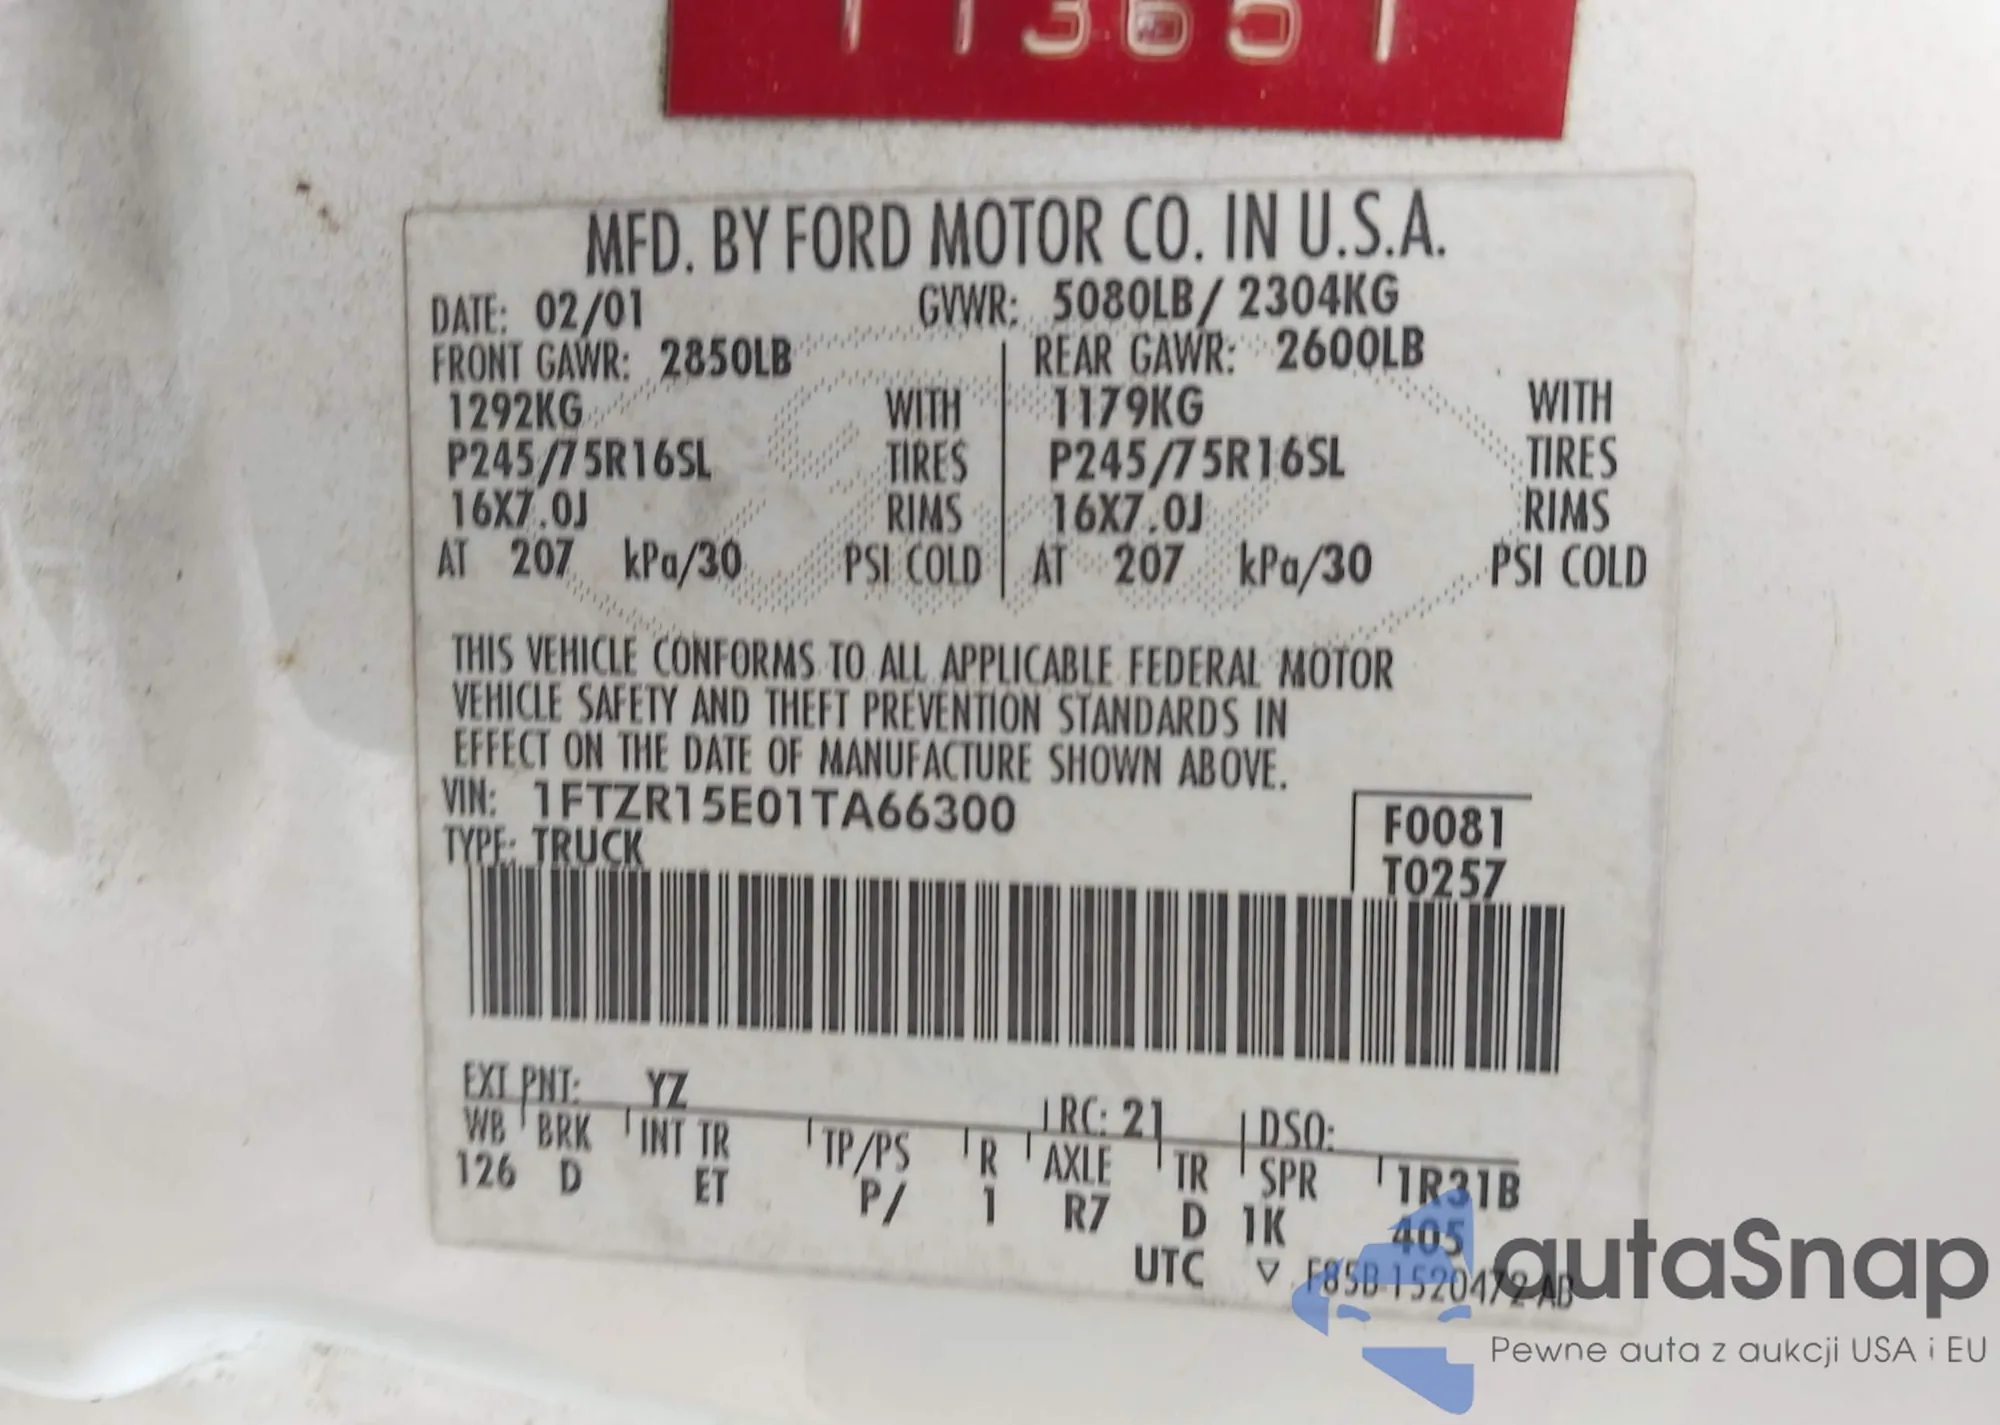 113651
MFD. BY FORD MOTOR CO. IN U.S.A.
DATE: 02/01 GVWR: 5080LB/ 2304KG
FRONT GAWR: 2850LB REAR GAWR: 2600LB
1292KG WITH 1179KG WITH
P245/75R16SL TIRES P245/75R16SL TIRES
16X7.0J RIMS 16X7.0J RIMS
AT 207 kPa/30 PSI COLD AT 207 kPa/30 PSI COLD
THIS VEHICLE CONFORMS TO ALL APPLICABLE FEDERAL MOTOR
VEHICLE SAFETY AND THEFT PREVENTION STANDARDS IN
EFFECT ON THE DATE OF MANUFACTURE SHOWN ABOVE.
VIN: 1FTZR15E01TA66300
TYPE: TRUCK
F0081
T0257
EXT PNT: YZ RC: 21 DSO:
WB BRK INT TR TP/PS R AXLE TR SPR 1R31B
126 D ET P/ 1 R7 D 1K 405
UTC ▽ F85B-1520472-AB
autaSnap
Pewne auta z aukcji USA i EU